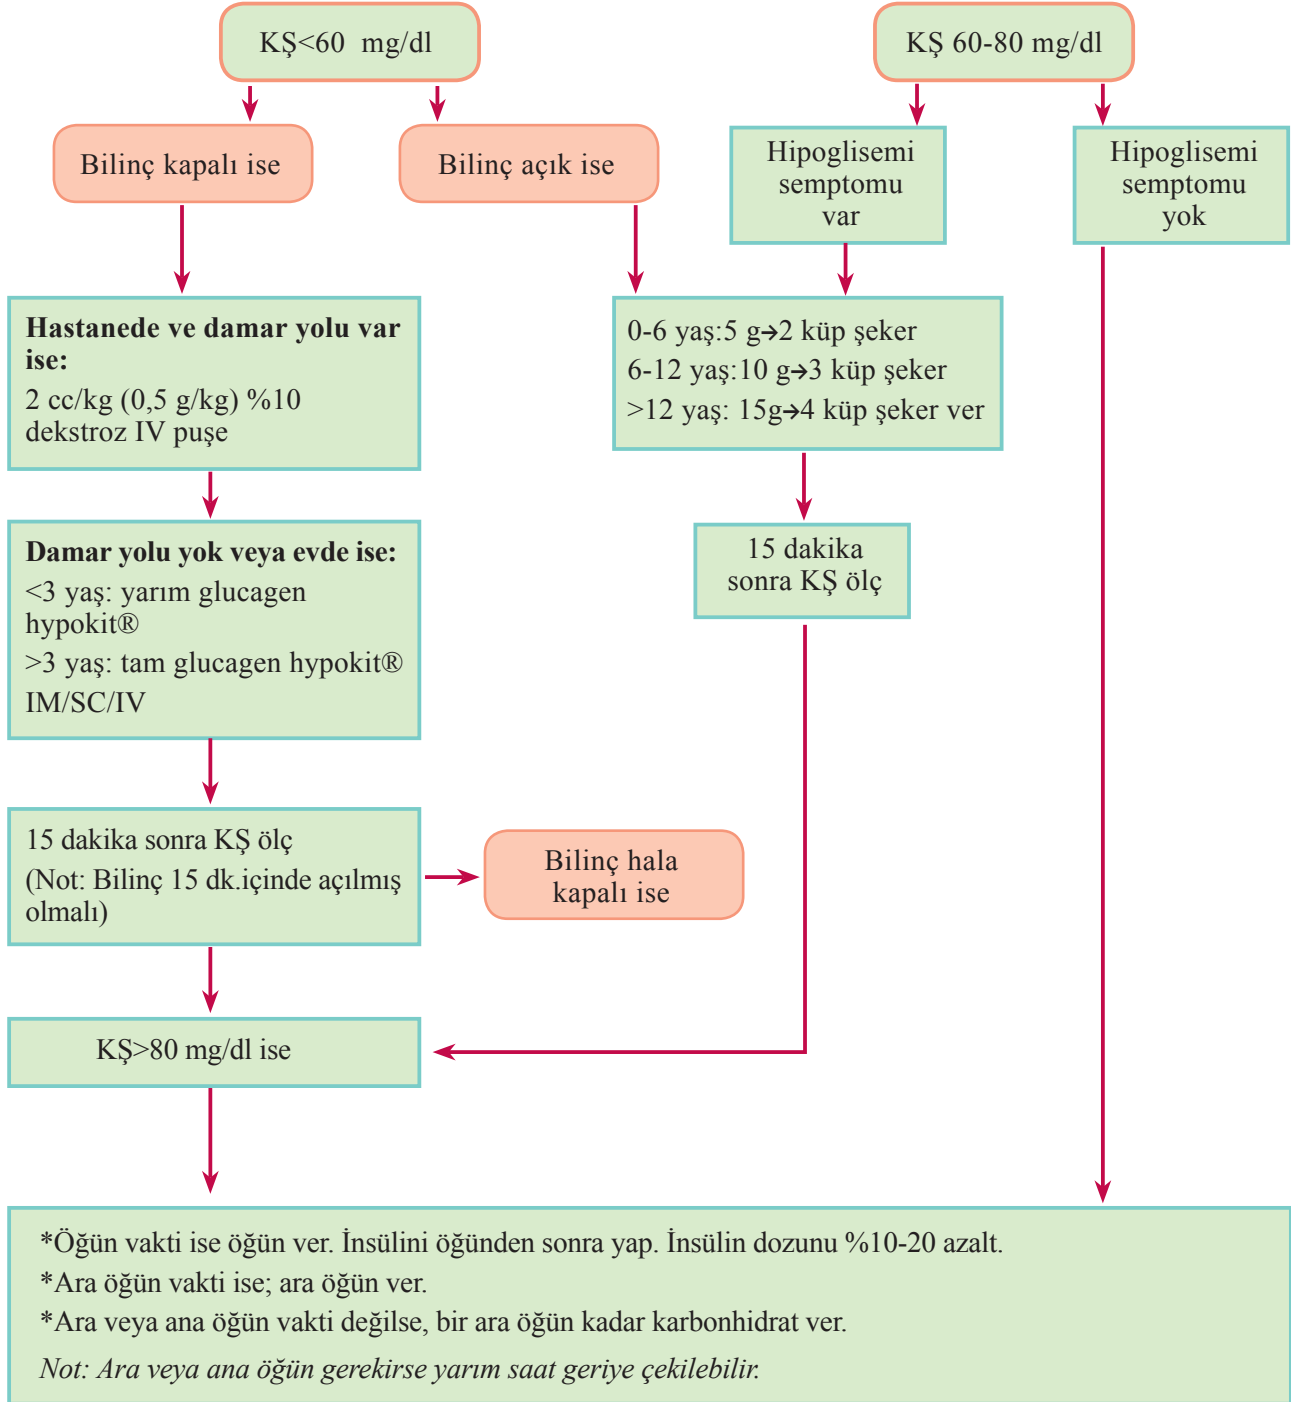 KŞ<60 mg/dl
KŞ 60-80 mg/dl
Bilinç kapalı ise
Bilinç açık ise
Hipoglisemi
semptomu
var
Hipoglisemi
semptomu
yok
Hastanede ve damar yolu var
ise:
2 cc/kg (0,5 g/kg) %10
dekstroz IV puşe
0-6 yaş:5 g→2 küp şeker
6-12 yaş:10 g→3 küp şeker
>12 yaş: 15g→4 küp şeker ver
Damar yolu yok veya evde ise:
<3 yaş: yarım glucagen
hypokit®
>3 yaş: tam glucagen hypokit®
IM/SC/IV
15 dakika
sonra KŞ ölç
15 dakika sonra KŞ ölç
(Not: Bilinç 15 dk.içinde açılmış
olmalı)
Bilinç hala
kapalı ise
KŞ>80 mg/dl ise
*Öğün vakti ise öğün ver. İnsülini öğünden sonra yap. İnsülin dozunu %10-20 azalt.
*Ara öğün vakti ise; ara öğün ver.
*Ara veya ana öğün vakti değilse, bir ara öğün kadar karbonhidrat ver.
Not: Ara veya ana öğün gerekirse yarım saat geriye çekilebilir.